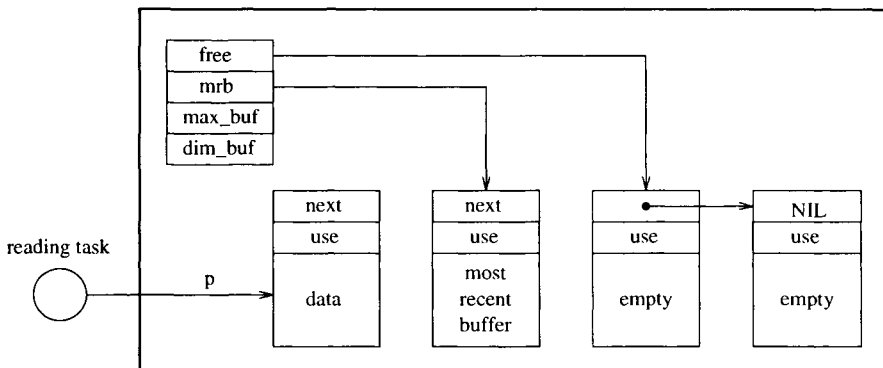 free
mrb
max_buf
dim_buf
next next NIL
use use use use
reading task
p
data most recent buffer empty empty